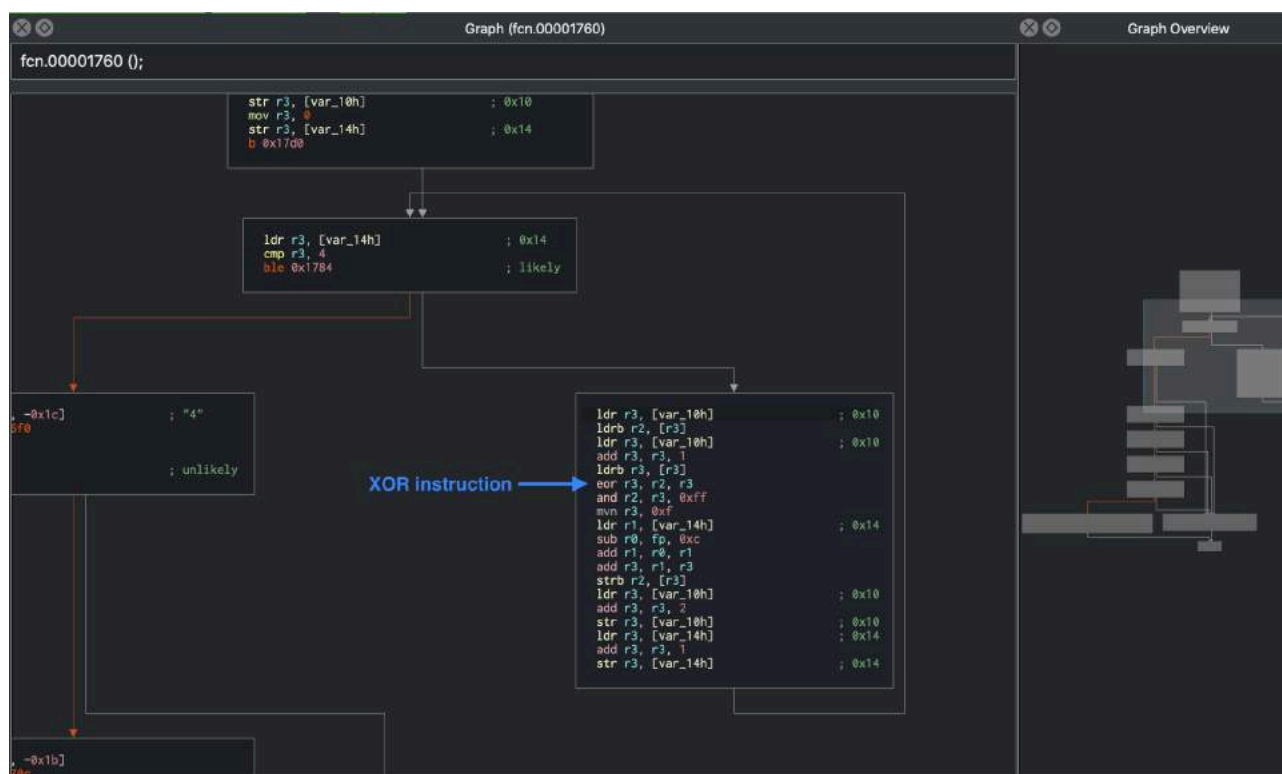 Graph (fcn.00001760)
Graph Overview
fcn.00001760 ();
str r3, [var_10h] ; 0x10
mov r3, 0
str r3, [var_14h] ; 0x14
b 0x17d0
ldr r3, [var_14h] ; 0x14
cmp r3, 4
ble 0x1784 ; likely
, -0x1c] ; "4"
; unlikely
ldr r3, [var_10h] ; 0x10
ldrb r2, [r3]
ldr r3, [var_10h] ; 0x10
add r3, r3, 1
ldrb r3, [r3]
XOR instruction
eor r3, r2, r3
and r2, r3, 0xff
mvn r3, 0xf
ldr r1, [var_14h] ; 0x14
sub r0, fp, 0xc
add r1, r0, r1
add r3, r1, r3
strb r2, [r3]
ldr r3, [var_10h] ; 0x10
add r3, r3, 2
str r3, [var_10h] ; 0x10
ldr r3, [var_14h] ; 0x14
add r3, r3, 1
str r3, [var_14h] ; 0x14
, -0x1b]